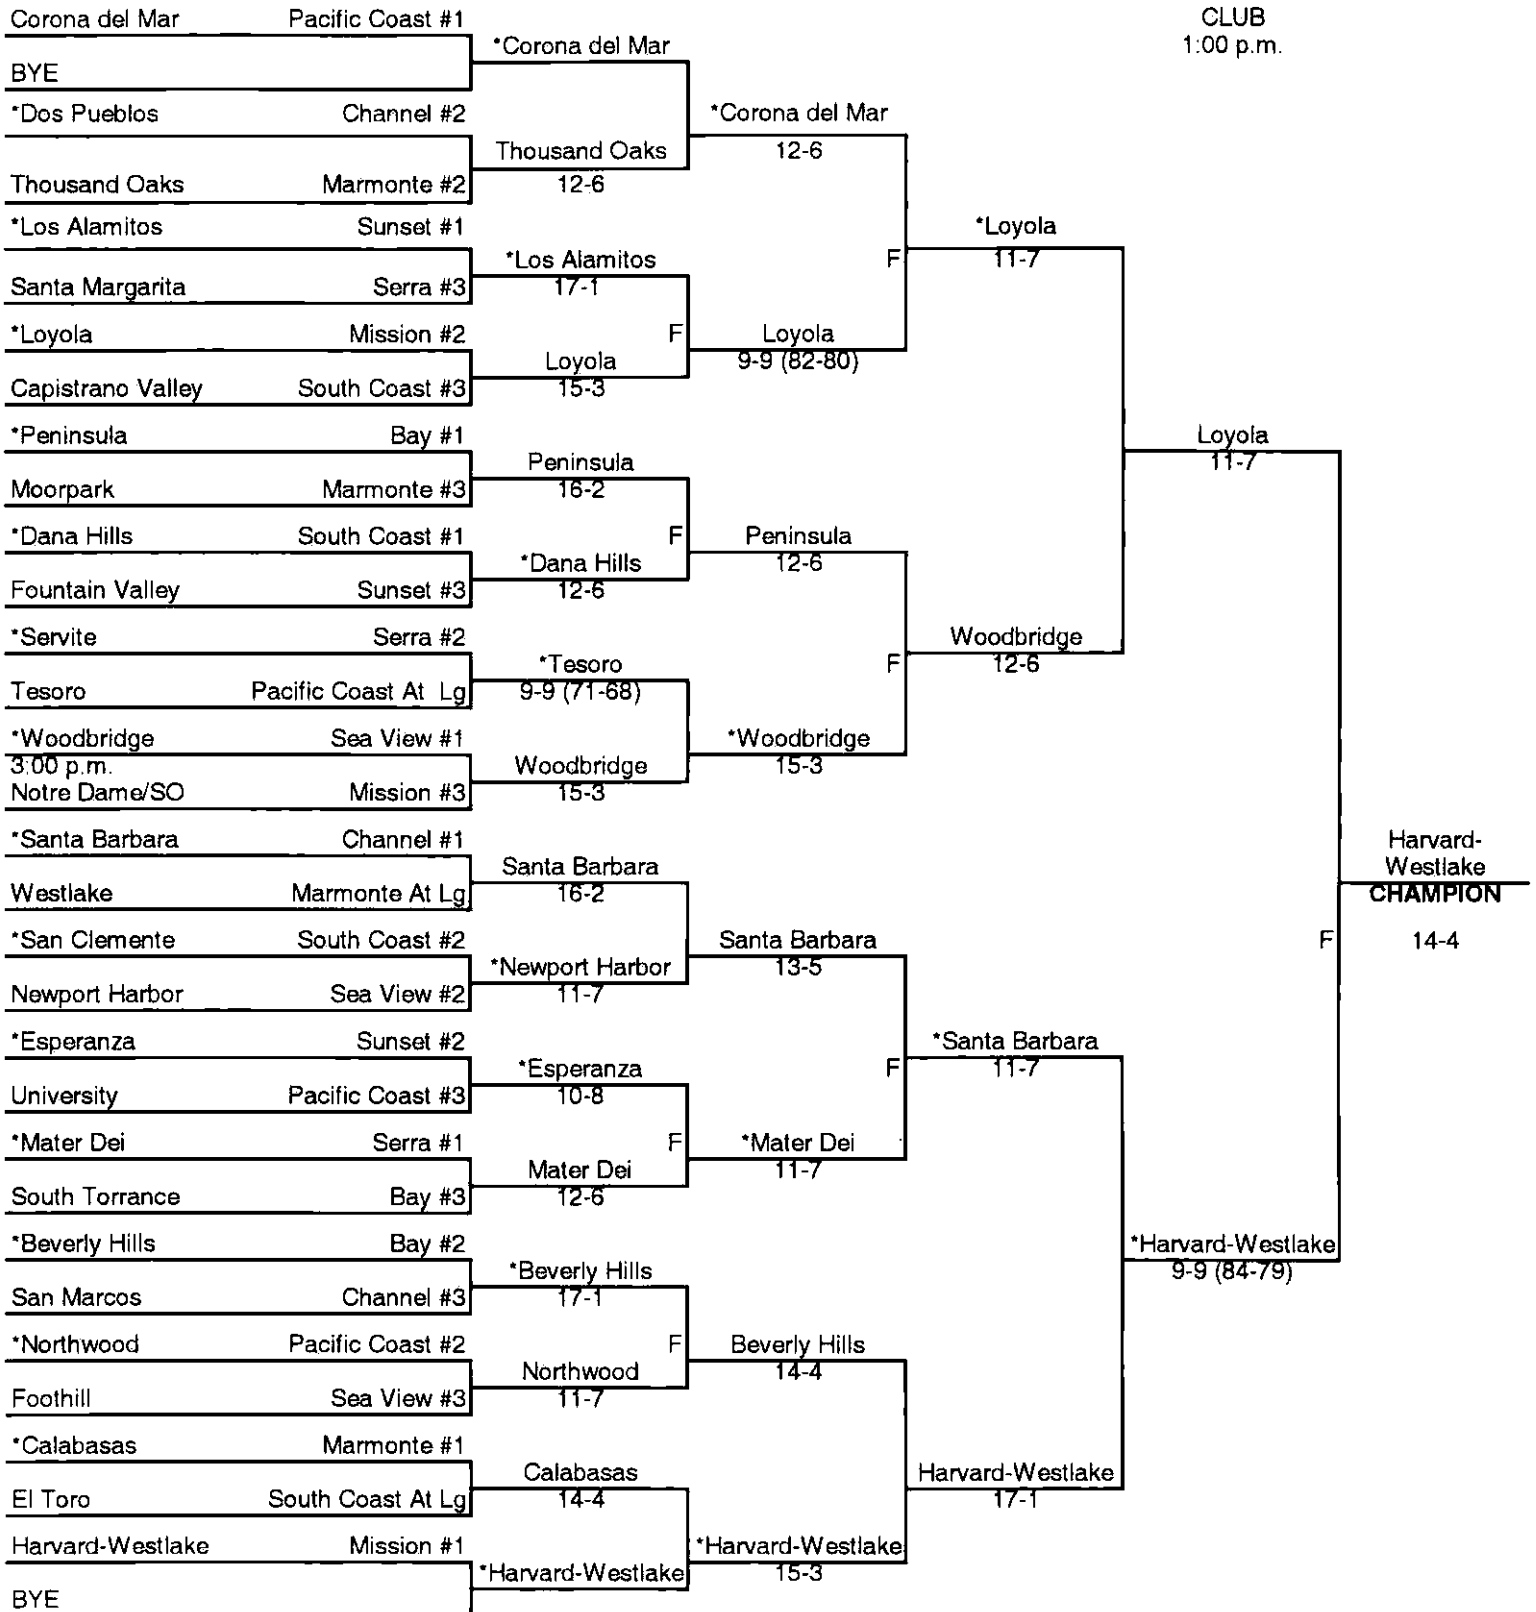 CLUB
1:00 p.m.
Corona del Mar Pacific Coast #1
BYE
*Dos Pueblos Channel #2
Thousand Oaks Marmonte #2
*Los Alamitos Sunset #1
Santa Margarita Serra #3
*Loyola Mission #2
Capistrano Valley South Coast #3
*Peninsula Bay #1
Moorpark Marmonte #3
*Dana Hills South Coast #1
Fountain Valley Sunset #3
*Servite Serra #2
Tesoro Pacific Coast At Lg
*Woodbridge Sea View #1
3:00 p.m.
Notre Dame/SO Mission #3
*Santa Barbara Channel #1
Westlake Marmonte At Lg
*San Clemente South Coast #2
Newport Harbor Sea View #2
*Esperanza Sunset #2
University Pacific Coast #3
*Mater Dei Serra #1
South Torrance Bay #3
*Beverly Hills Bay #2
San Marcos Channel #3
*Northwood Pacific Coast #2
Foothill Sea View #3
*Calabasas Marmonte #1
El Toro South Coast At Lg
Harvard-Westlake Mission #1
BYE
*Corona del Mar
Thousand Oaks
12-6
*Los Alamitos
17-1
F
Loyola
15-3
Peninsula
16-2
F
*Dana Hills
12-6
*Tesoro
9-9 (71-68)
Woodbridge
15-3
Santa Barbara
16-2
*Newport Harbor
11-7
*Esperanza
10-8
F
Mater Dei
12-6
*Beverly Hills
17-1
F
Northwood
11-7
Calabasas
14-4
*Harvard-Westlake
*Corona del Mar
12-6
F
Loyola
9-9 (82-80)
Peninsula
12-6
F
*Woodbridge
15-3
Santa Barbara
13-5
F
*Mater Dei
11-7
Beverly Hills
14-4
*Harvard-Westlake
15-3
*Loyola
11-7
Woodbridge
12-6
*Santa Barbara
11-7
Harvard-Westlake
17-1
Loyola
11-7
F
*Harvard-Westlake
9-9 (84-79)
Harvard-
Westlake
CHAMPION
14-4